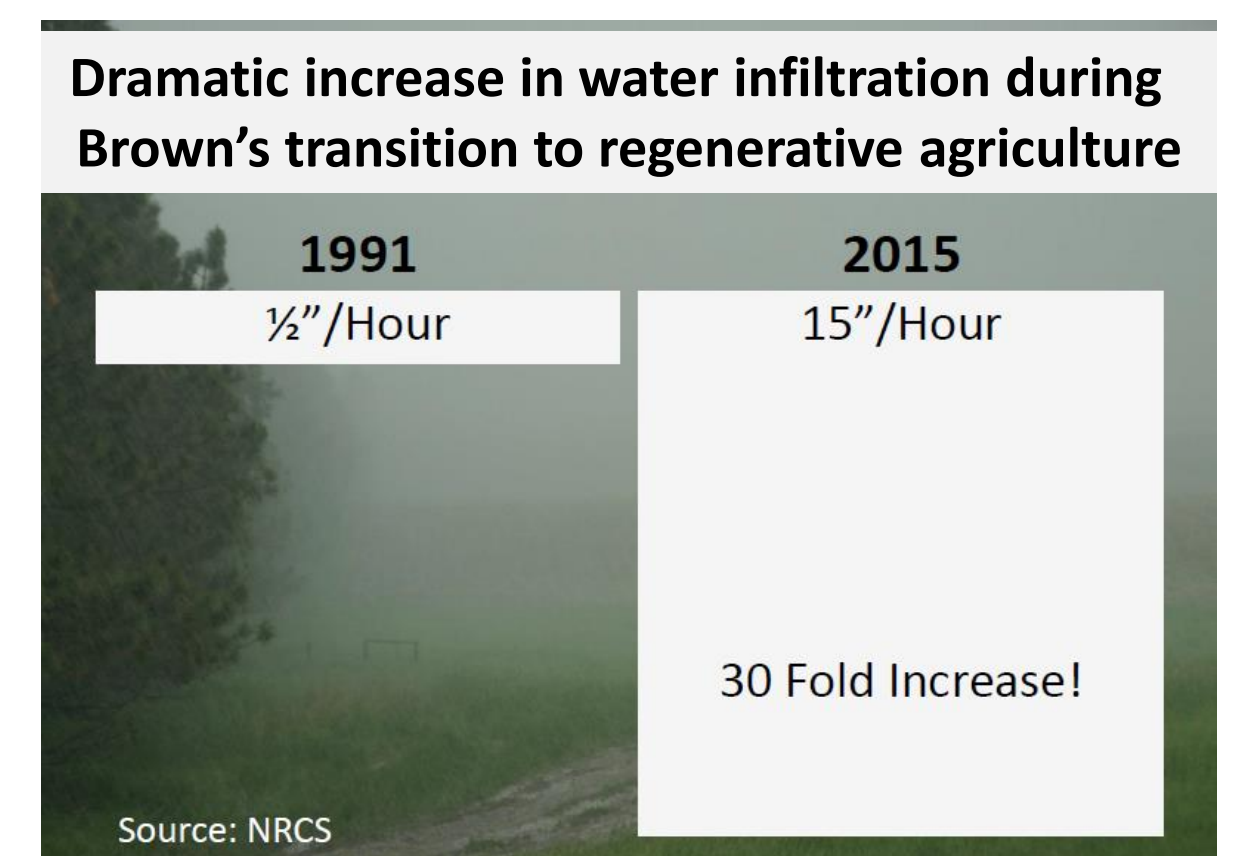 Dramatic increase in water infiltration during
Brown’s transition to regenerative agriculture
1991
½”/Hour
2015
15”/Hour
30 Fold Increase!
Source: NRCS